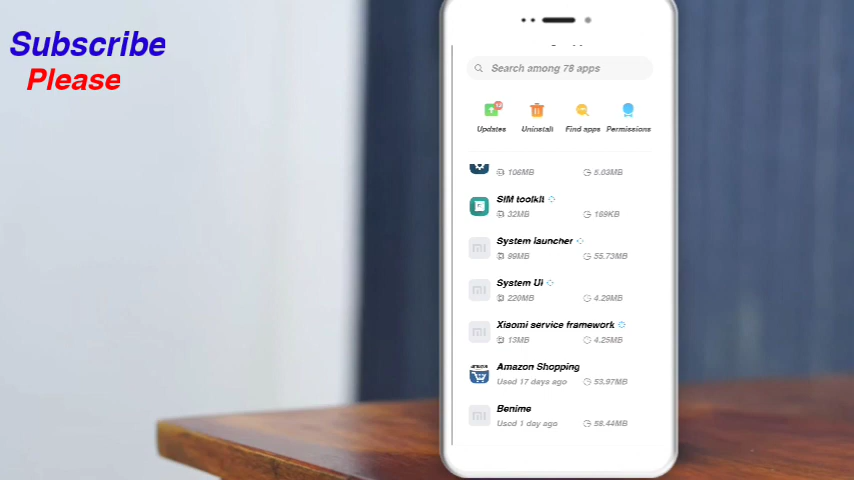 Subscribe
Please
Search among 78 apps
Updates Uninstall Find apps Permissions
106MB 5.03MB
SIM toolkit
32MB 169KB
System launcher
99MB 55.73MB
System UI
220MB 4.29MB
Xiaomi service framework
13MB 4.25MB
Amazon Shopping
Used 17 days ago 53.97MB
Benime
Used 1 day ago 58.44MB